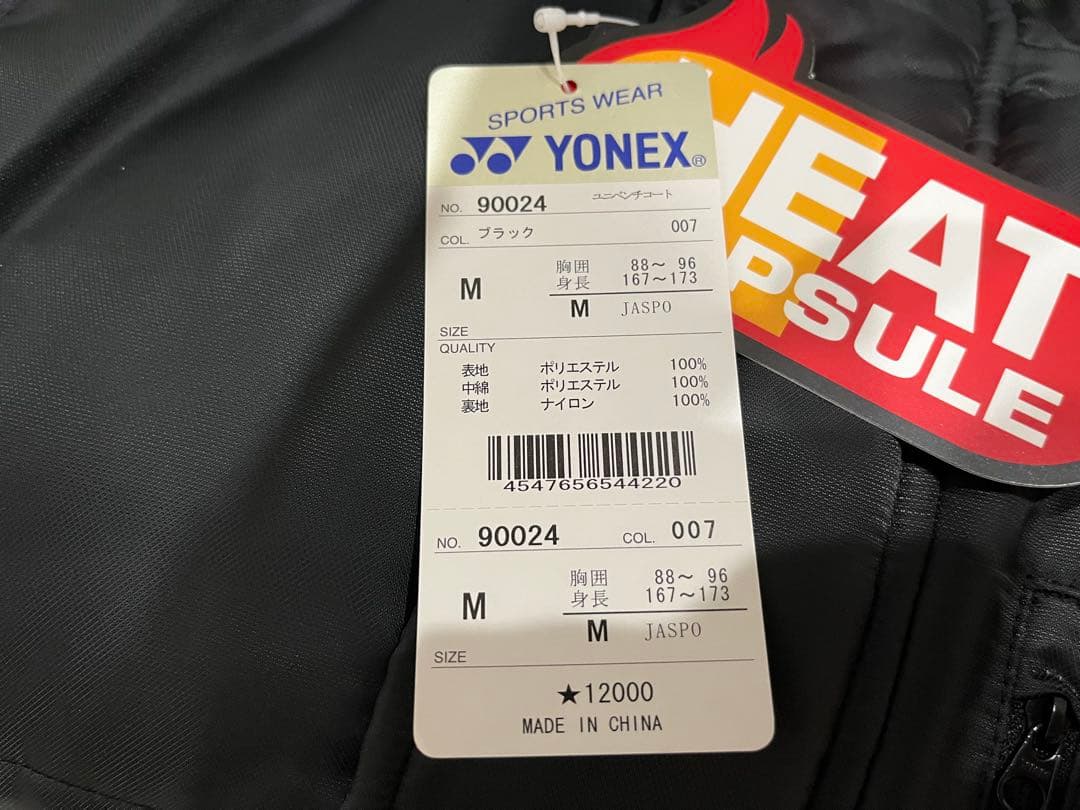 SPORTS WEAR
YONEX®
NO. 90024 ユニベンチコート
COL. ブラック 007
M 胸囲 88〜 96
身長 167〜173
M JASPO
SIZE
QUALITY
表地 ポリエステル 100%
中綿 ポリエステル 100%
裏地 ナイロン 100%
4547656544220
NO. 90024 COL. 007
M 胸囲 88〜 96
身長 167〜173
M JASPO
SIZE
★12000
MADE IN CHINA
HEAT
PSULE